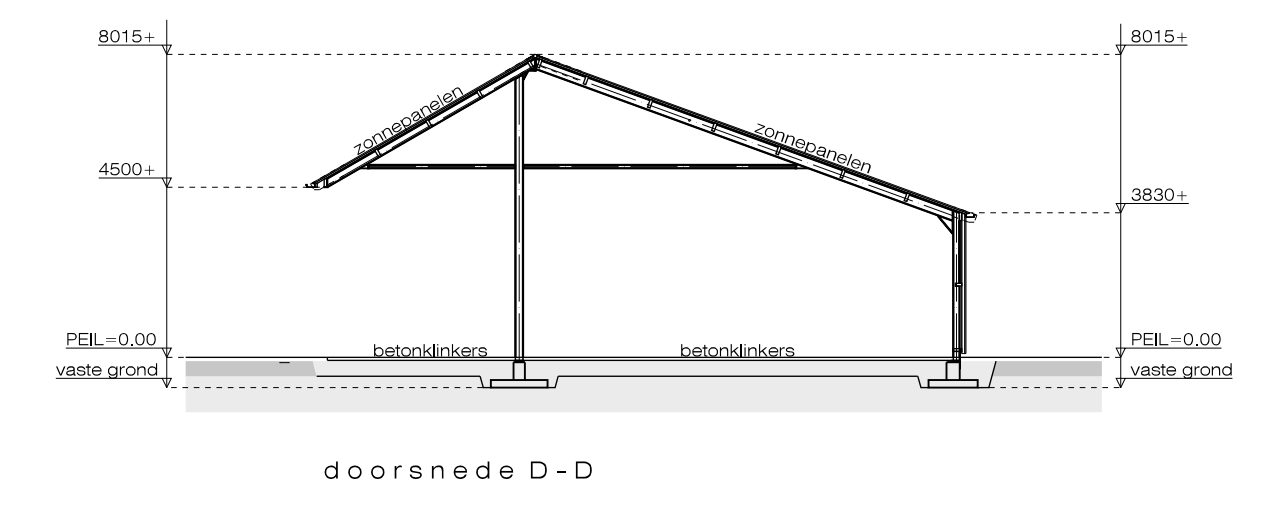 8015+
8015+
zonnepanelen
zonnepanelen
4500+
3830+
PEIL=0.00
betonklinkers
betonklinkers
PEIL=0.00
vaste grond
vaste grond
doorsnede D-D